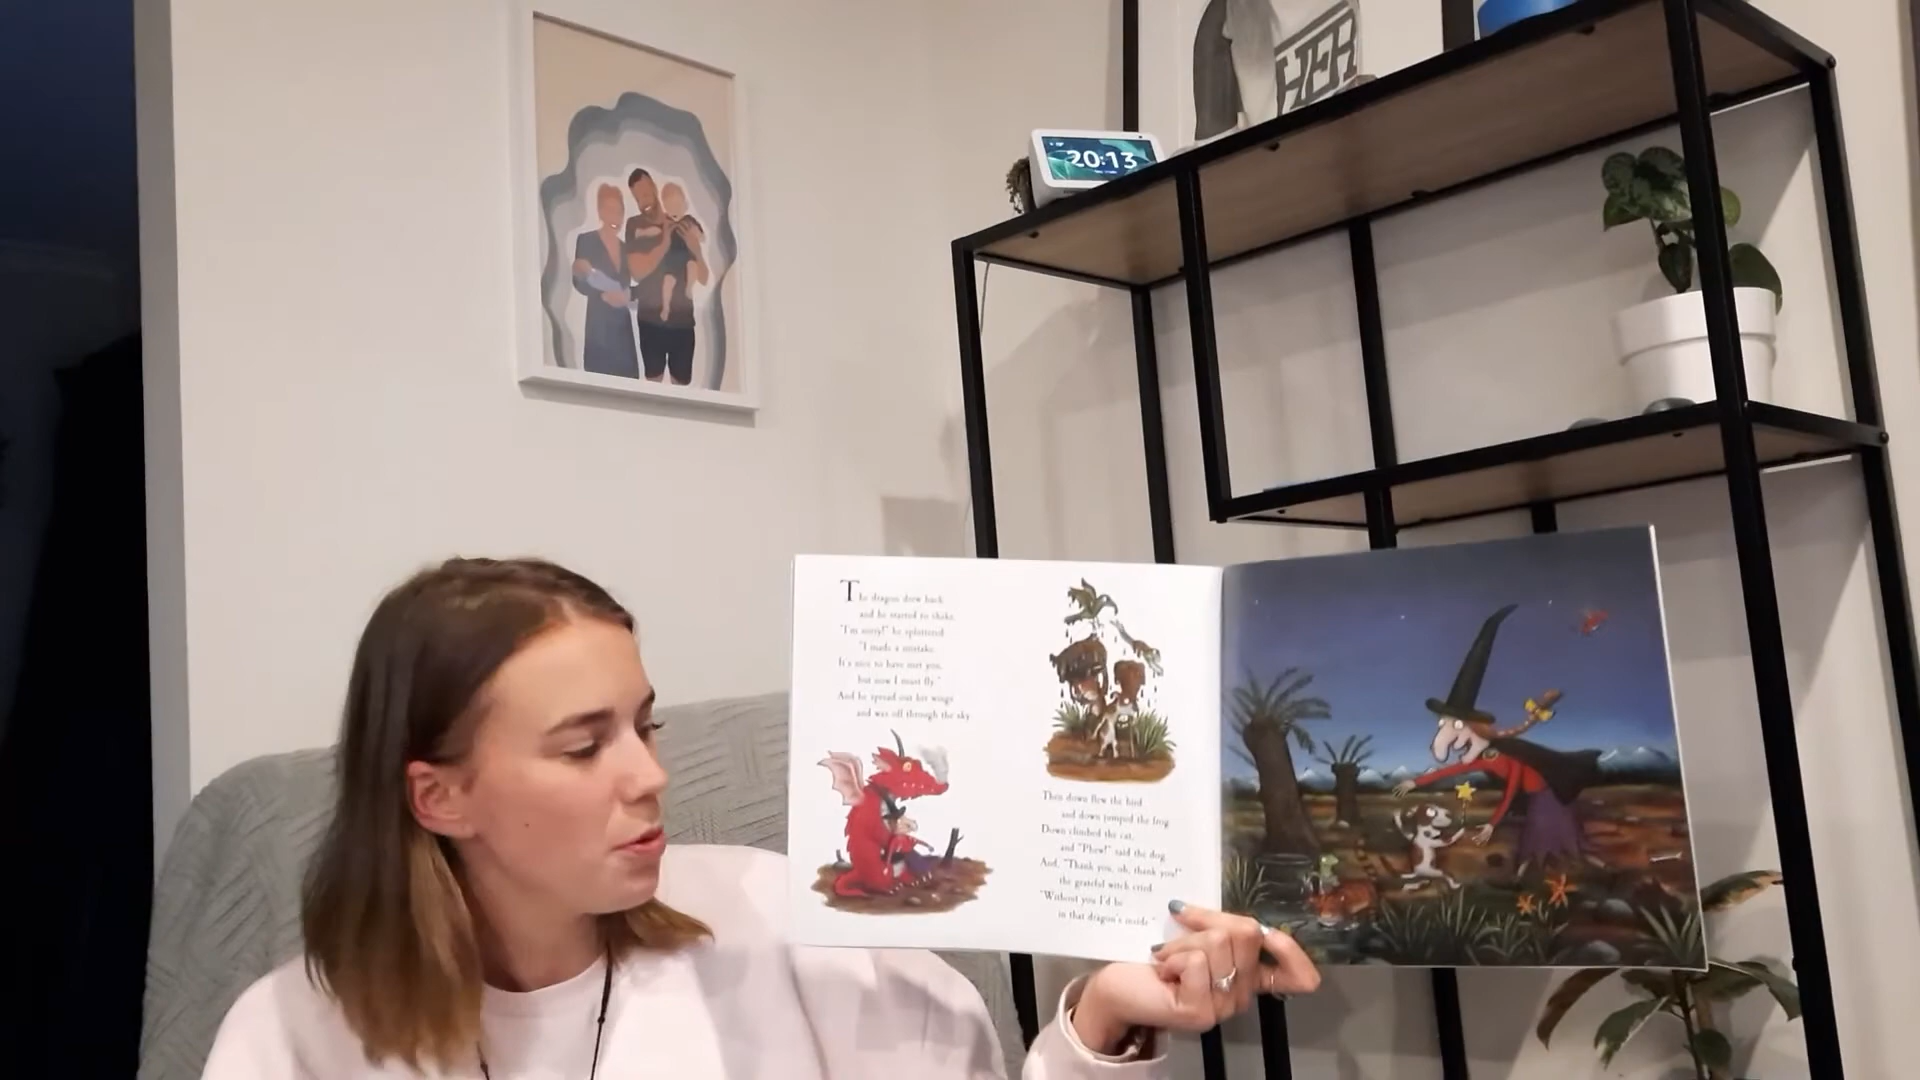 HER
20:13
The dragon drew back
and he started to shake.
"I'm sorry!" he spluttered.
"I made a mistake.
It's nice to have met you,
but now I must fly."
And he spread out his wings
and was off through the sky.
Then down flew the bird
and down jumped the frog.
Down climbed the cat,
and "Phew!" said the dog.
And, "Thank you, oh, thank you!"
the grateful witch cried.
"Without you I'd be
in that dragon's inside."